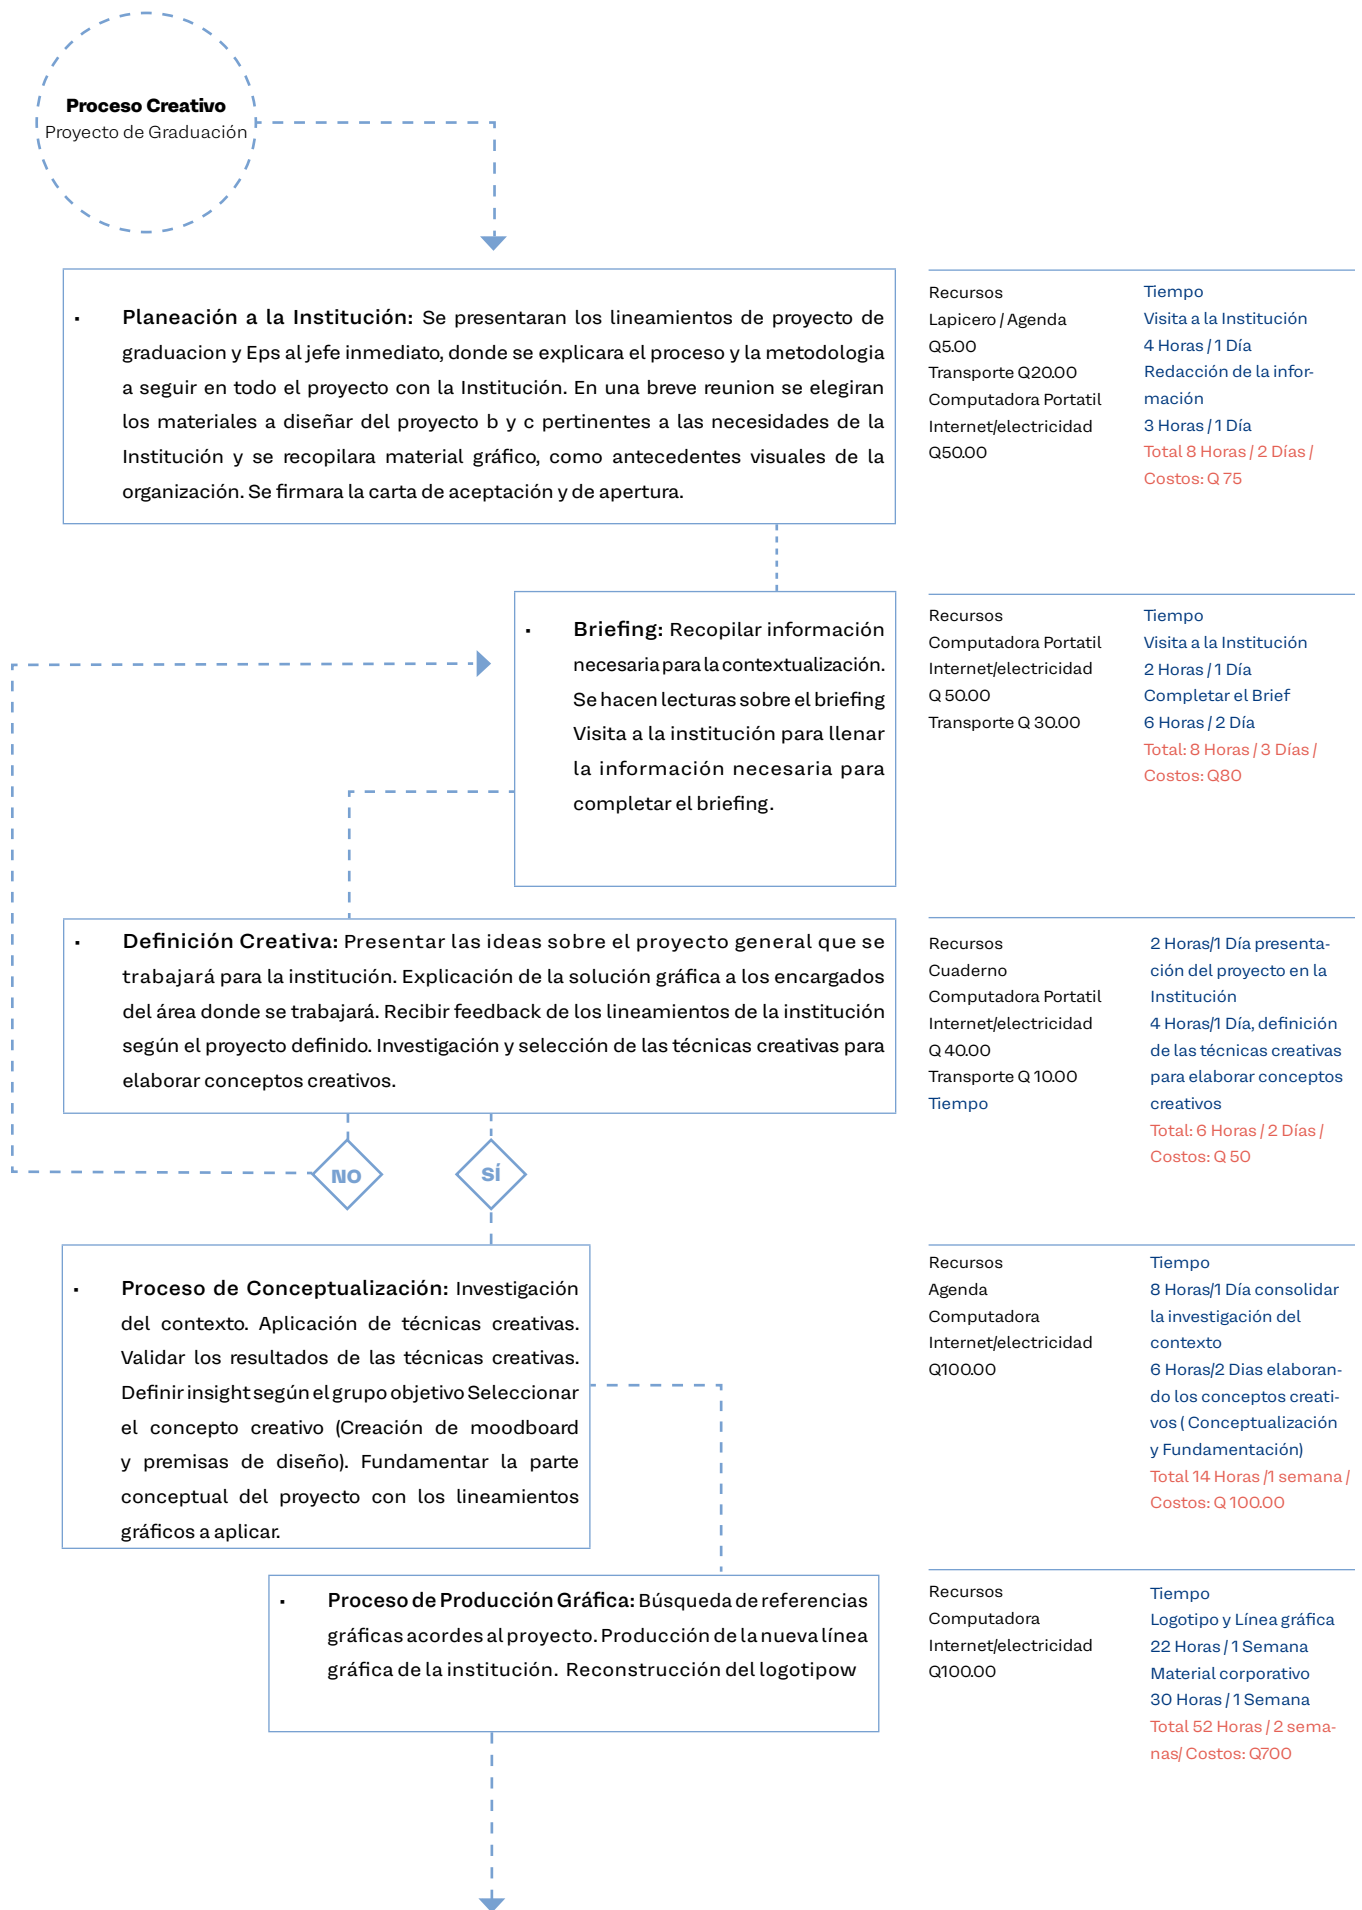 Proceso Creativo
Proyecto de Graduación
▪ Planeación a la Institución: Se presentaran los lineamientos de proyecto de
graduacion y Eps al jefe inmediato, donde se explicara el proceso y la metodologia
a seguir en todo el proyecto con la Institución. En una breve reunion se elegiran
los materiales a diseñar del proyecto b y c pertinentes a las necesidades de la
Institución y se recopilara material gráfico, como antecedentes visuales de la
organización. Se firmara la carta de aceptación y de apertura.
Recursos
Lapicero / Agenda
Q5.00
Transporte Q20.00
Computadora Portatil
Internet/electricidad
Q50.00
Tiempo
Visita a la Institución
4 Horas / 1 Día
Redacción de la infor-
mación
3 Horas / 1 Día
Total 8 Horas / 2 Días /
Costos: Q 75
▪ Briefing: Recopilar información
necesaria para la contextualización.
Se hacen lecturas sobre el briefing
Visita a la institución para llenar
la información necesaria para
completar el briefing.
Recursos
Computadora Portatil
Internet/electricidad
Q 50.00
Transporte Q 30.00
Tiempo
Visita a la Institución
2 Horas / 1 Día
Completar el Brief
6 Horas / 2 Día
Total: 8 Horas / 3 Días /
Costos: Q80
▪ Definición Creativa: Presentar las ideas sobre el proyecto general que se
trabajará para la institución. Explicación de la solución gráfica a los encargados
del área donde se trabajará. Recibir feedback de los lineamientos de la institución
según el proyecto definido. Investigación y selección de las técnicas creativas para
elaborar conceptos creativos.
Recursos
Cuaderno
Computadora Portatil
Internet/electricidad
Q 40.00
Transporte Q 10.00
Tiempo
2 Horas/1 Día presenta-
ción del proyecto en la
Institución
4 Horas/1 Día, definición
de las técnicas creativas
para elaborar conceptos
creativos
Total: 6 Horas / 2 Días /
Costos: Q 50
NO
SÍ
▪ Proceso de Conceptualización: Investigación
del contexto. Aplicación de técnicas creativas.
Validar los resultados de las técnicas creativas.
Definir insight según el grupo objetivo Seleccionar
el concepto creativo (Creación de moodboard
y premisas de diseño). Fundamentar la parte
conceptual del proyecto con los lineamientos
gráficos a aplicar.
Recursos
Agenda
Computadora
Internet/electricidad
Q100.00
Tiempo
8 Horas/1 Día consolidar
la investigación del
contexto
6 Horas/2 Dias elaboran-
do los conceptos creati-
vos ( Conceptualización
y Fundamentación)
Total 14 Horas /1 semana /
Costos: Q 100.00
▪ Proceso de Producción Gráfica: Búsqueda de referencias
gráficas acordes al proyecto. Producción de la nueva línea
gráfica de la institución. Reconstrucción del logotipow
Recursos
Computadora
Internet/electricidad
Q100.00
Tiempo
Logotipo y Línea gráfica
22 Horas / 1 Semana
Material corporativo
30 Horas / 1 Semana
Total 52 Horas / 2 sema-
nas/ Costos: Q700